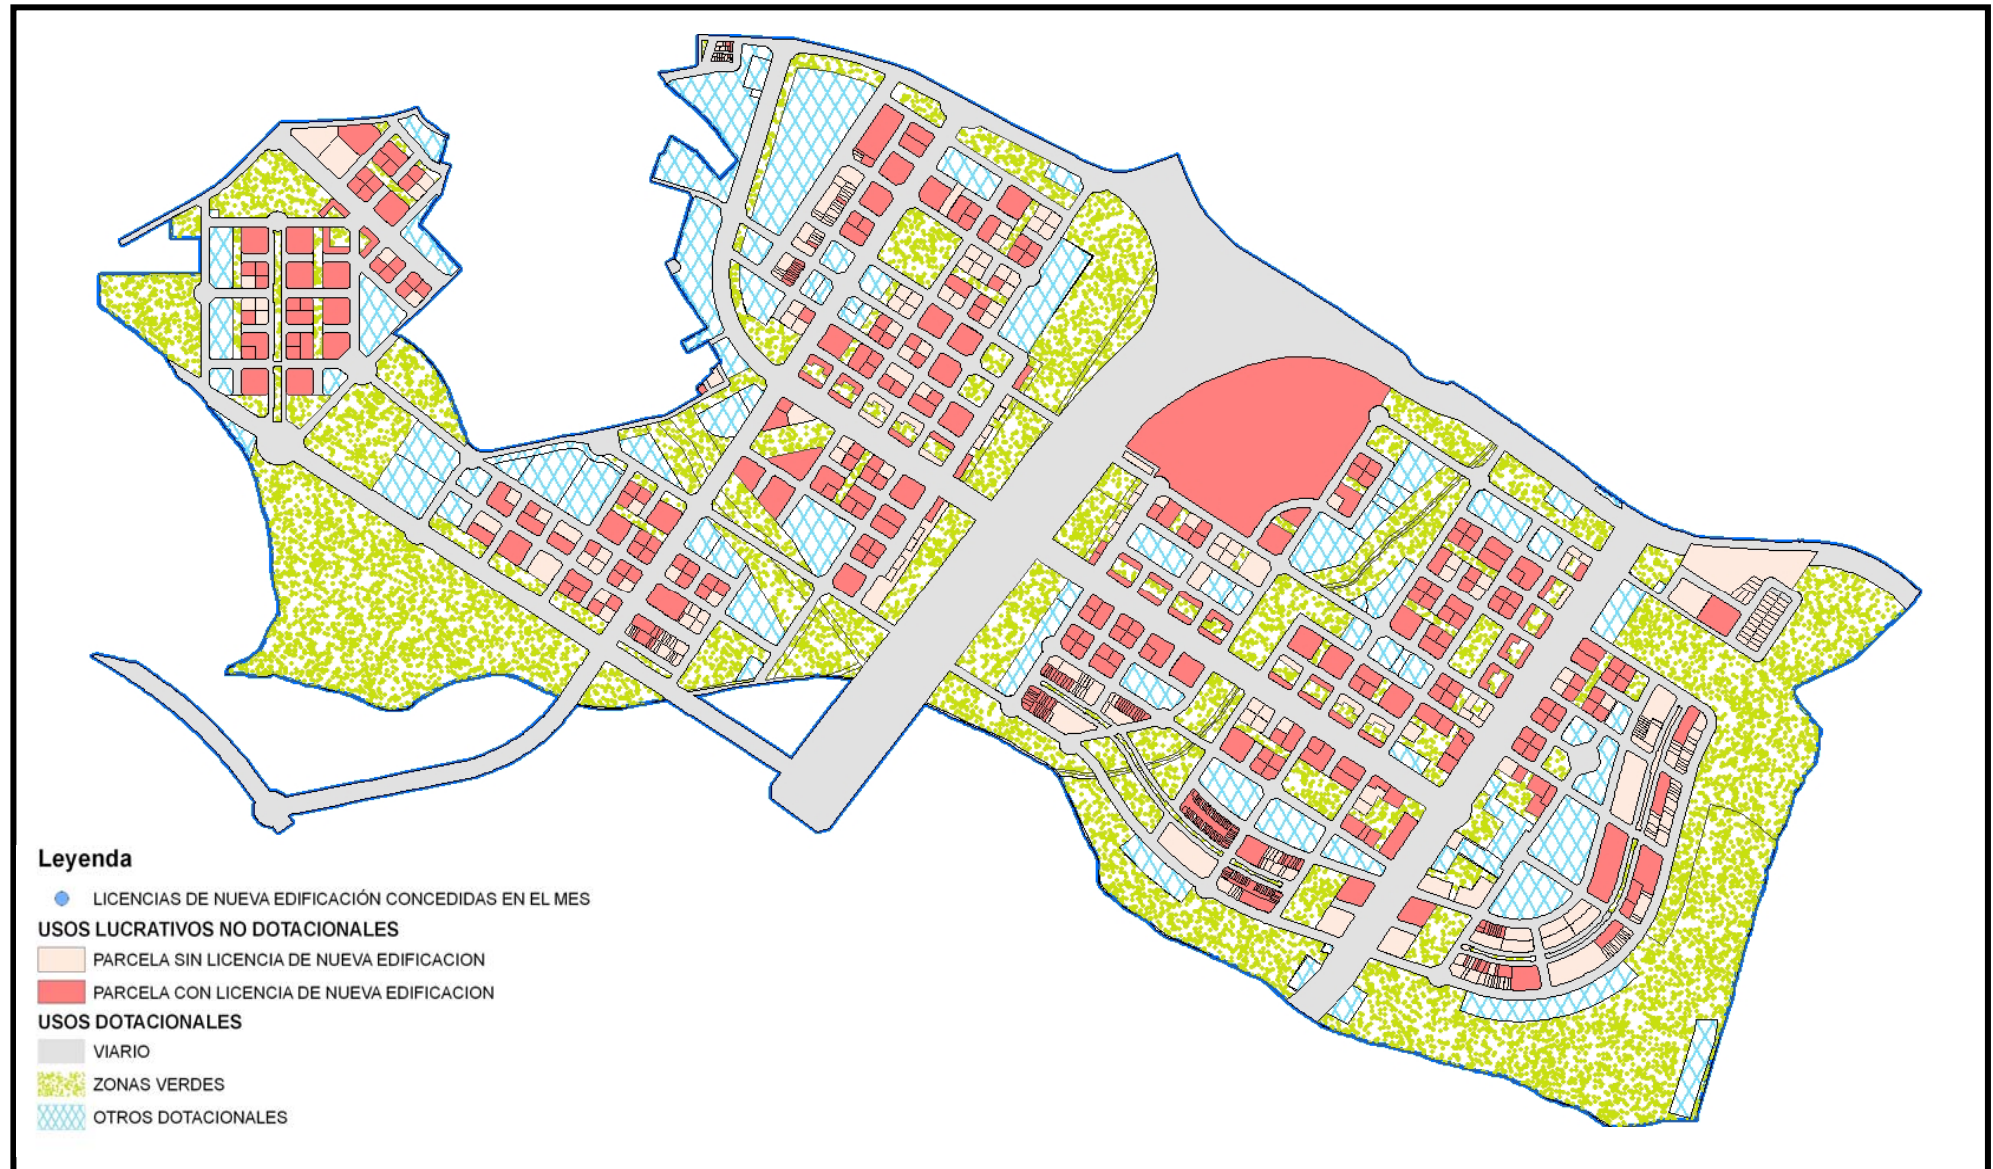 Leyenda
LICENCIAS DE NUEVA EDIFICACIÓN CONCEDIDAS EN EL MES
USOS LUCRATIVOS NO DOTACIONALES
PARCELA SIN LICENCIA DE NUEVA EDIFICACION
PARCELA CON LICENCIA DE NUEVA EDIFICACION
USOS DOTACIONALES
VIARIO
ZONAS VERDES
OTROS DOTACIONALES